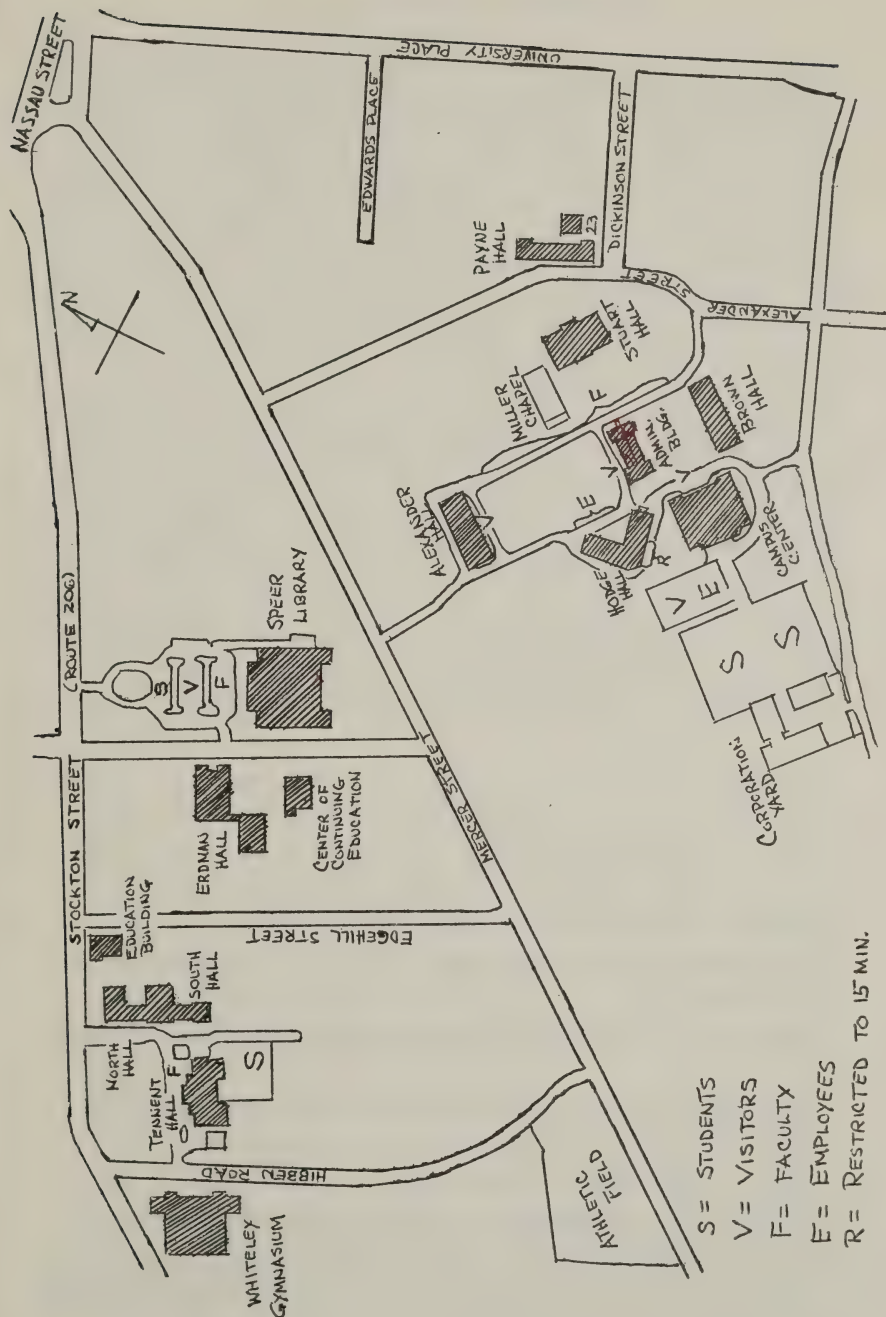 NASSAU STREET
UNIVERSITY PLACE
EDWARDS PLACE
DICKINSON STREET
PAYNE
HALL
23
ALEXANDER STREET
STUART
HALL
MILLER
CHAPEL
F
ADMIN.
BLDG.
BROWN
HALL
V
V
E
V
ALEXANDER
HALL
HODGE
HALL
R
CAMPUS
CENTER
V
E
S
S
CORPORATION
YARD
N
(ROUTE 206)
STOCKTON STREET
SPEER
LIBRARY
S
V
F
MERCER STREET
ERDNAN
HALL
CENTER OF
CONTINUING
EDUCATION
EDGEHILL STREET
EDUCATION
BUILDING
SOUTH
HALL
NORTH
HALL
F
S
TENNENT
HALL
HIBBEN ROAD
WHITELEY
GYMNASIUM
ATHLETIC
FIELD
S = STUDENTS
V = VISITORS
F = FACULTY
E = EMPLOYEES
R = RESTRICTED TO 15 MIN.